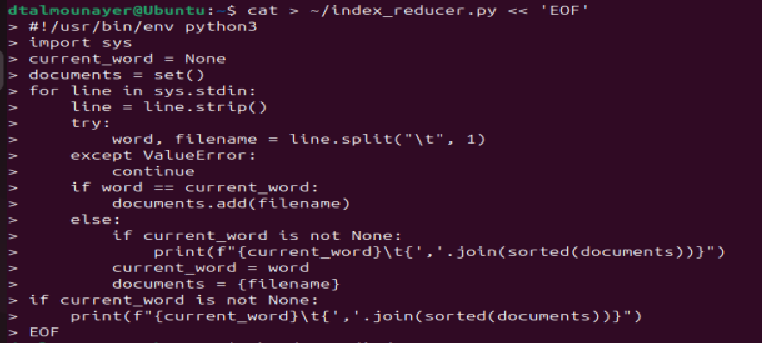 dtalmounayer@Ubuntu:~$ cat > ~/index_reducer.py << 'EOF'
> #!/usr/bin/env python3
> import sys
> current_word = None
> documents = set()
> for line in sys.stdin:
>     line = line.strip()
>     try:
>         word, filename = line.split("\t", 1)
>     except ValueError:
>         continue
>     if word == current_word:
>         documents.add(filename)
>     else:
>         if current_word is not None:
>             print(f"{current_word}\t{','.join(sorted(documents))}")
>         current_word = word
>         documents = {filename}
> if current_word is not None:
>     print(f"{current_word}\t{','.join(sorted(documents))}")
> EOF